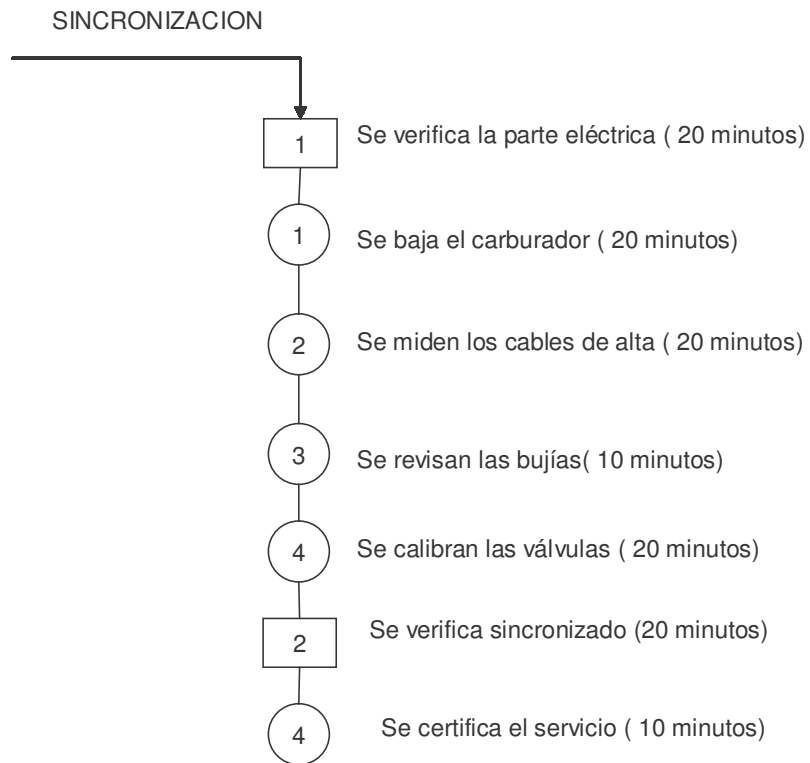 SINCRONIZACION
1 Se verifica la parte eléctrica ( 20 minutos)
1 Se baja el carburador ( 20 minutos)
2 Se miden los cables de alta ( 20 minutos)
3 Se revisan las bujías( 10 minutos)
4 Se calibran las válvulas ( 20 minutos)
2 Se verifica sincronizado (20 minutos)
4 Se certifica el servicio ( 10 minutos)